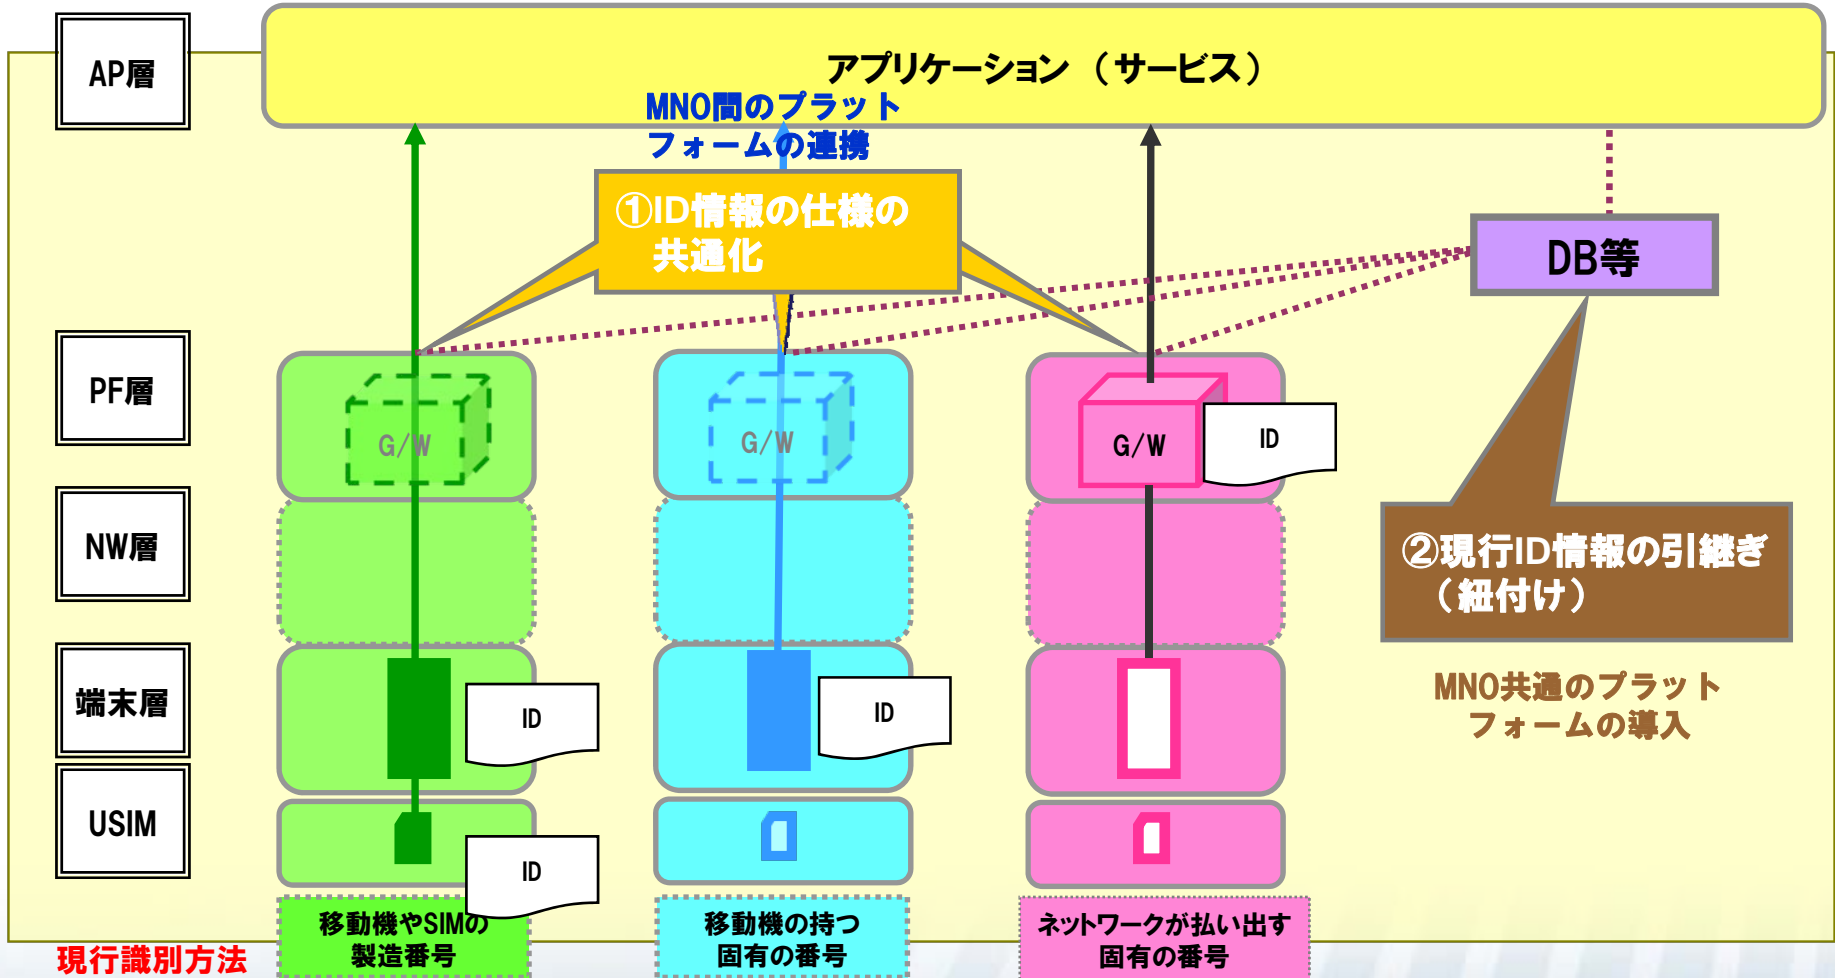 AP層
アプリケーション （サービス）
MNO間のプラット
フォームの連携
①ID情報の仕様の
共通化
DB等
PF層
G/W
G/W
G/W
ID
NW層
②現行ID情報の引継ぎ
（紐付け）
端末層
ID
ID
MNO共通のプラット
フォームの導入
USIM
ID
現行識別方法
移動機やSIMの
製造番号
移動機の持つ
固有の番号
ネットワークが払い出す
固有の番号